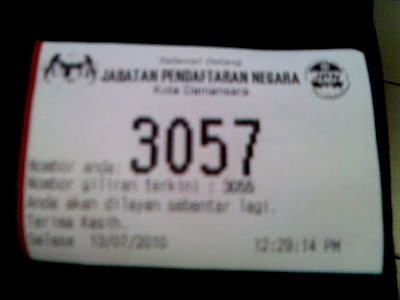 Selamat Datang
JABATAN PENDAFTARAN NEGARA
Kota Damansara
3057
Nombor anda:
Nombor giliran terkini : 3055
Anda akan dilayan sebentar lagi.
Terima Kasih.
Selasa 13/07/2010 12:29:14 PM